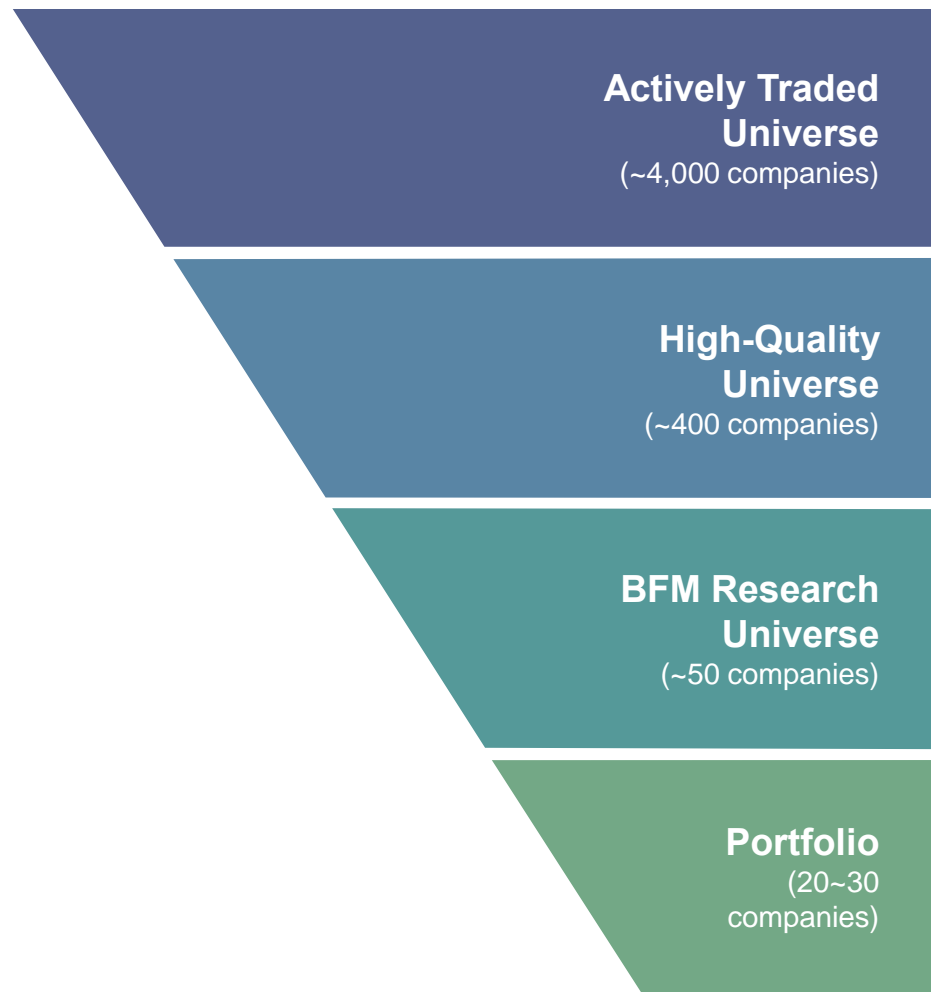 Actively Traded
Universe
(~4,000 companies)
High-Quality
Universe
(~400 companies)
BFM Research
Universe
(~50 companies)
Portfolio
(20~30
companies)